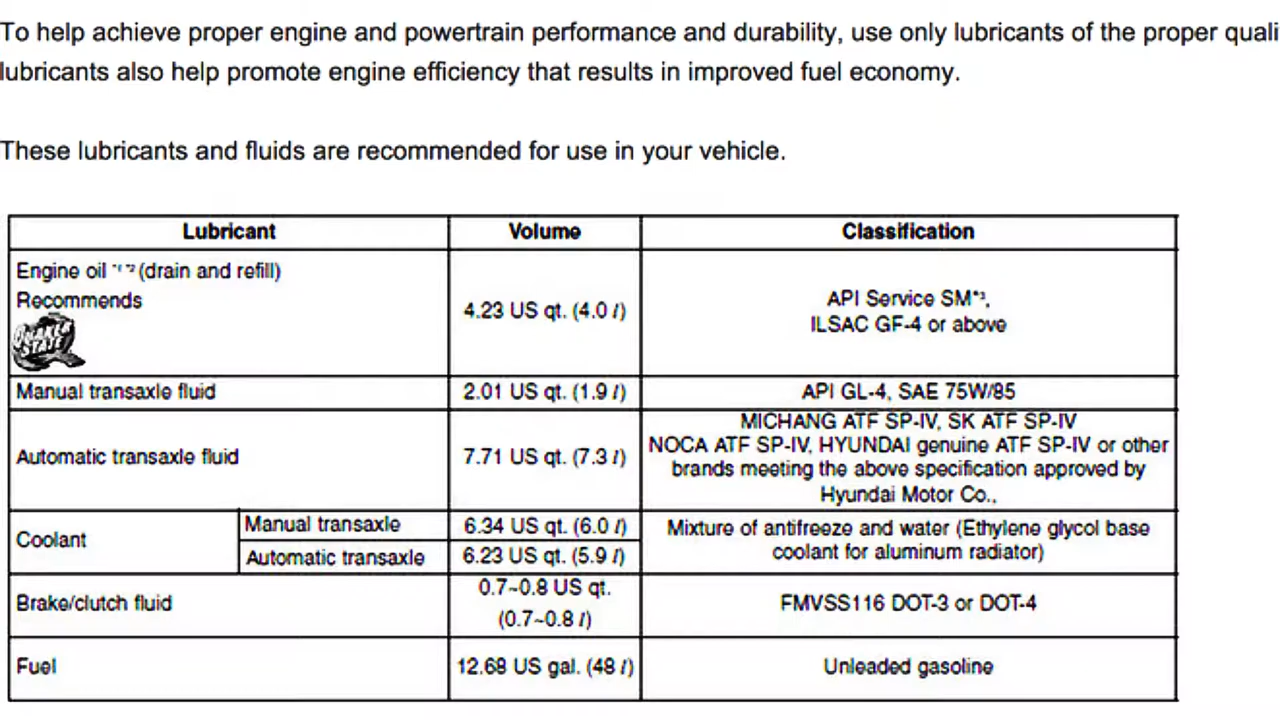 To help achieve proper engine and powertrain performance and durability, use only lubricants of the proper quali
lubricants also help promote engine efficiency that results in improved fuel economy.
These lubricants and fluids are recommended for use in your vehicle.
Lubricant Volume Classification
Engine oil *1 *2 (drain and refill)
Recommends
QUAKER STATE
4.23 US qt. (4.0 l)
API Service SM*3,
ILSAC GF-4 or above
Manual transaxle fluid 2.01 US qt. (1.9 l) API GL-4, SAE 75W/85
Automatic transaxle fluid 7.71 US qt. (7.3 l)
MICHANG ATF SP-IV, SK ATF SP-IV
NOCA ATF SP-IV, HYUNDAI genuine ATF SP-IV or other
brands meeting the above specification approved by
Hyundai Motor Co.,
Coolant
Manual transaxle 6.34 US qt. (6.0 l)
Automatic transaxle 6.23 US qt. (5.9 l)
Mixture of antifreeze and water (Ethylene glycol base
coolant for aluminum radiator)
Brake/clutch fluid
0.7~0.8 US qt.
(0.7~0.8 l)
FMVSS116 DOT-3 or DOT-4
Fuel 12.68 US gal. (48 l) Unleaded gasoline